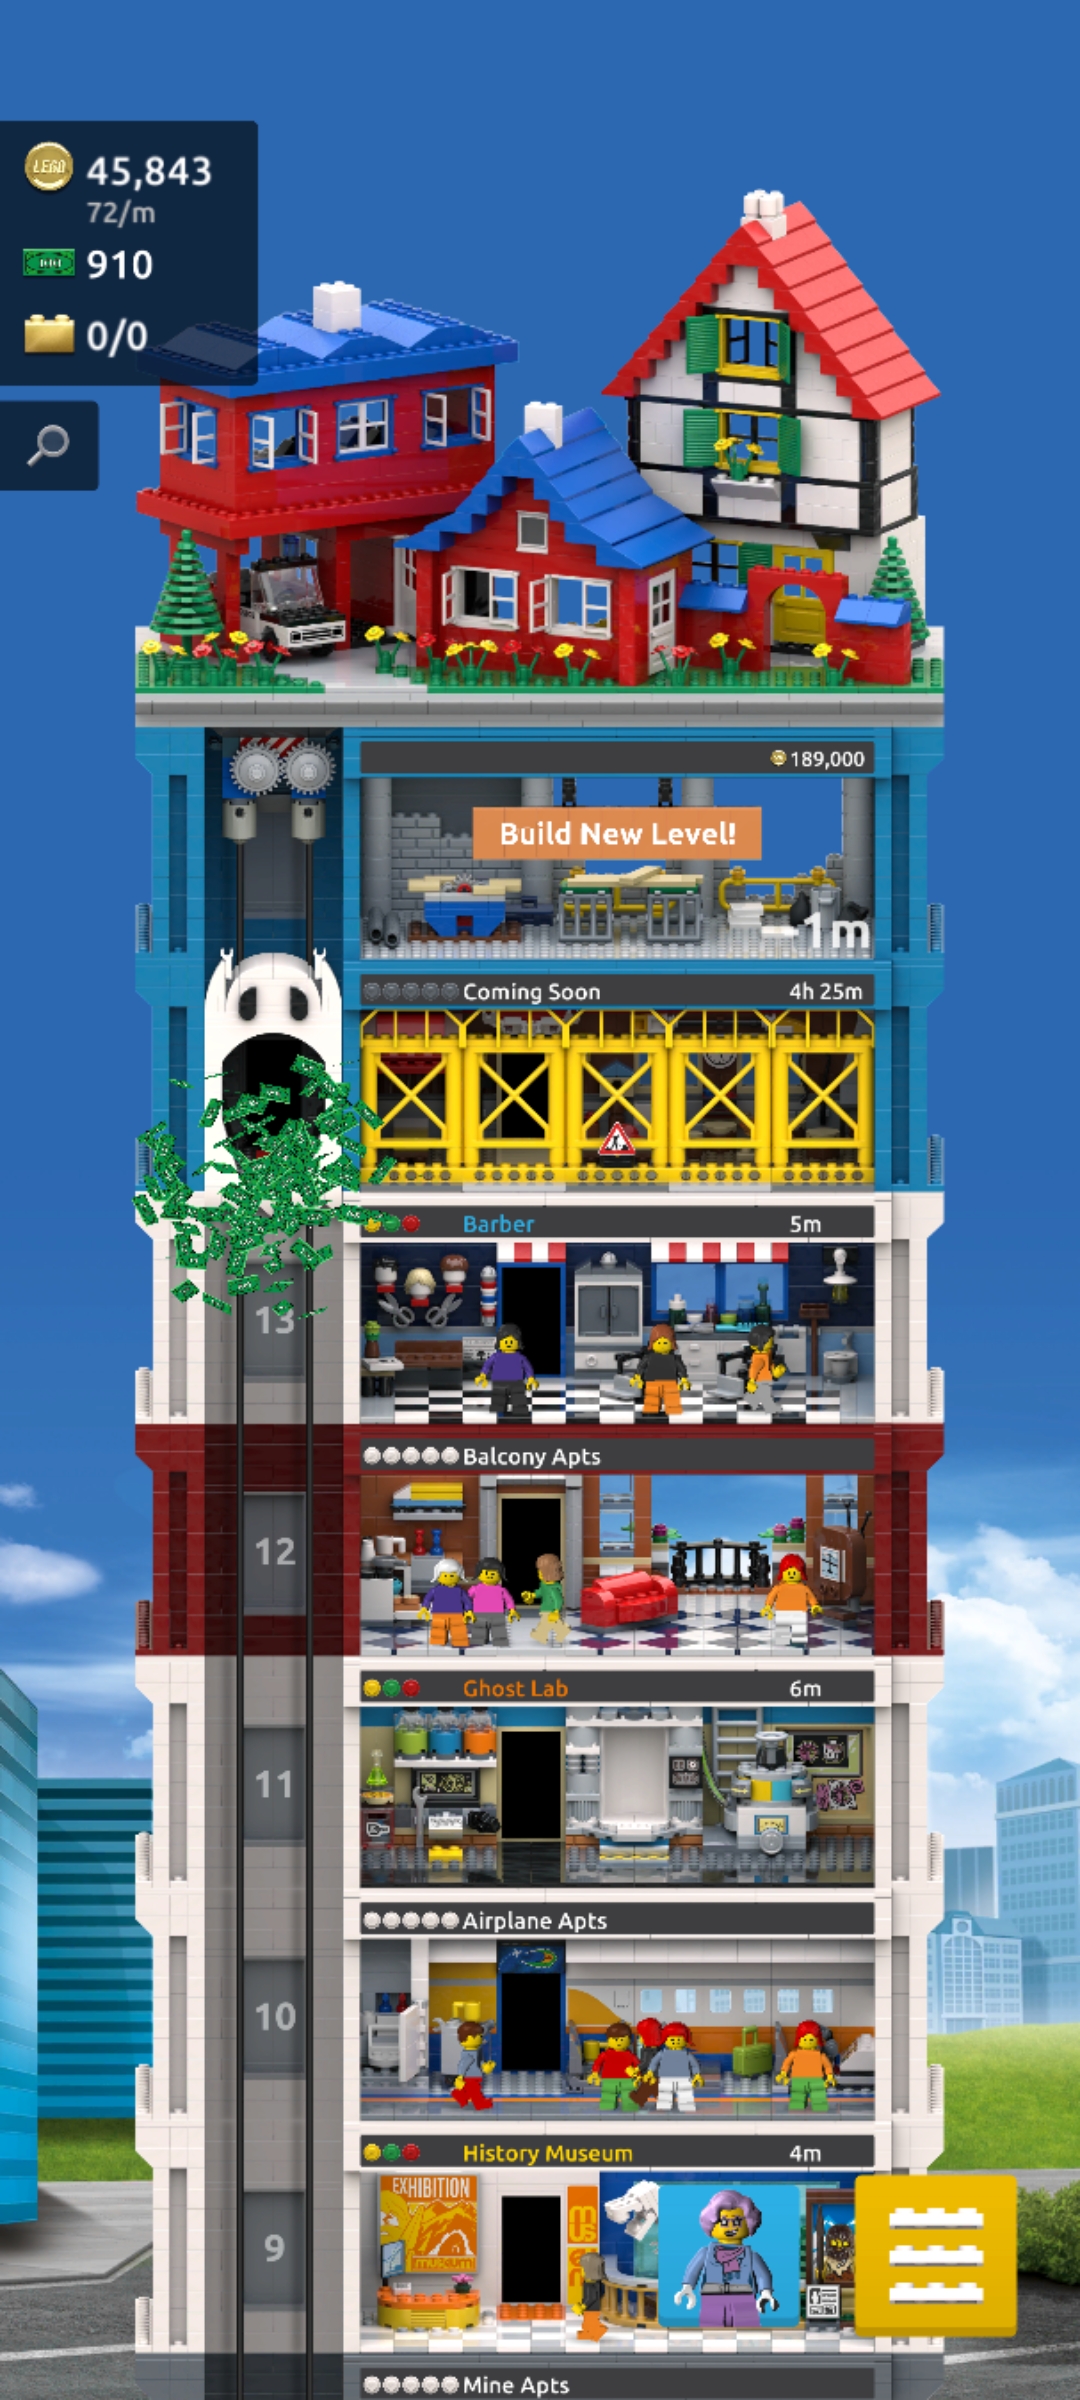 LEGO 45,843
72/m
910
0/0
189,000
Build New Level!
-1m
Coming Soon 4h 25m
Barber 5m
13
Balcony Apts
12
Ghost Lab 6m
11
Airplane Apts
10
History Museum 4m
EXHIBITION
museum!
9
Mine Apts